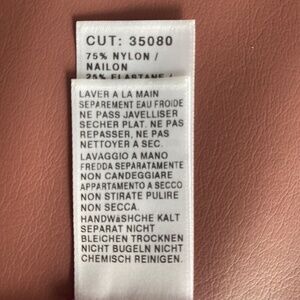 CUT: 35080
75% NYLON /
NAILON
25% ELASTANE /
LAVER A LA MAIN
SEPAREMENT EAU FROIDE
NE PASS JAVELLISER
SECHER PLAT. NE PAS
REPASSER, NE PAS
NETTOYER A SEC.
LAVAGGIO A MANO
FREDDA SEPARATAMENTE
NON CANDEGGIARE
APPARTAMENTO A SECCO
NON STIRATE PULIRE
NON SECCA.
HANDWäSHCHE KALT
SEPARAT NICHT
BLEICHEN TROCKNEN
NICHT BUGELN NICHT
CHEMISCH REINIGEN.